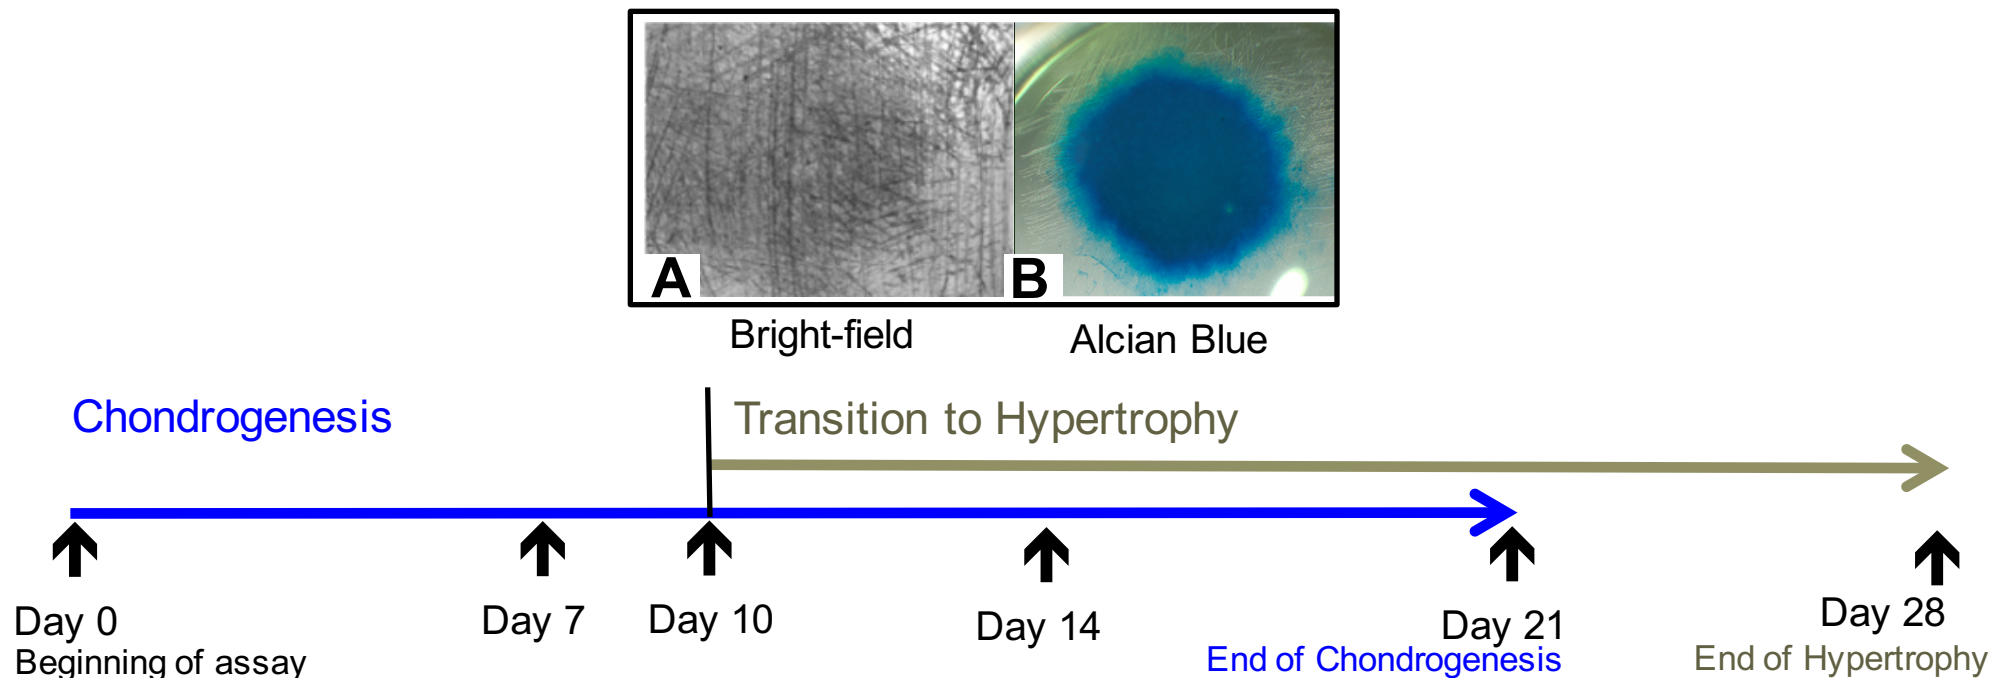 A
B
Bright-field
Alcian Blue
Chondrogenesis
Transition to Hypertrophy
Day 0
Day 7
Day 10
Day 14
Day 21
Day 28
Beginning of assay
End of Chondrogenesis
End of Hypertrophy